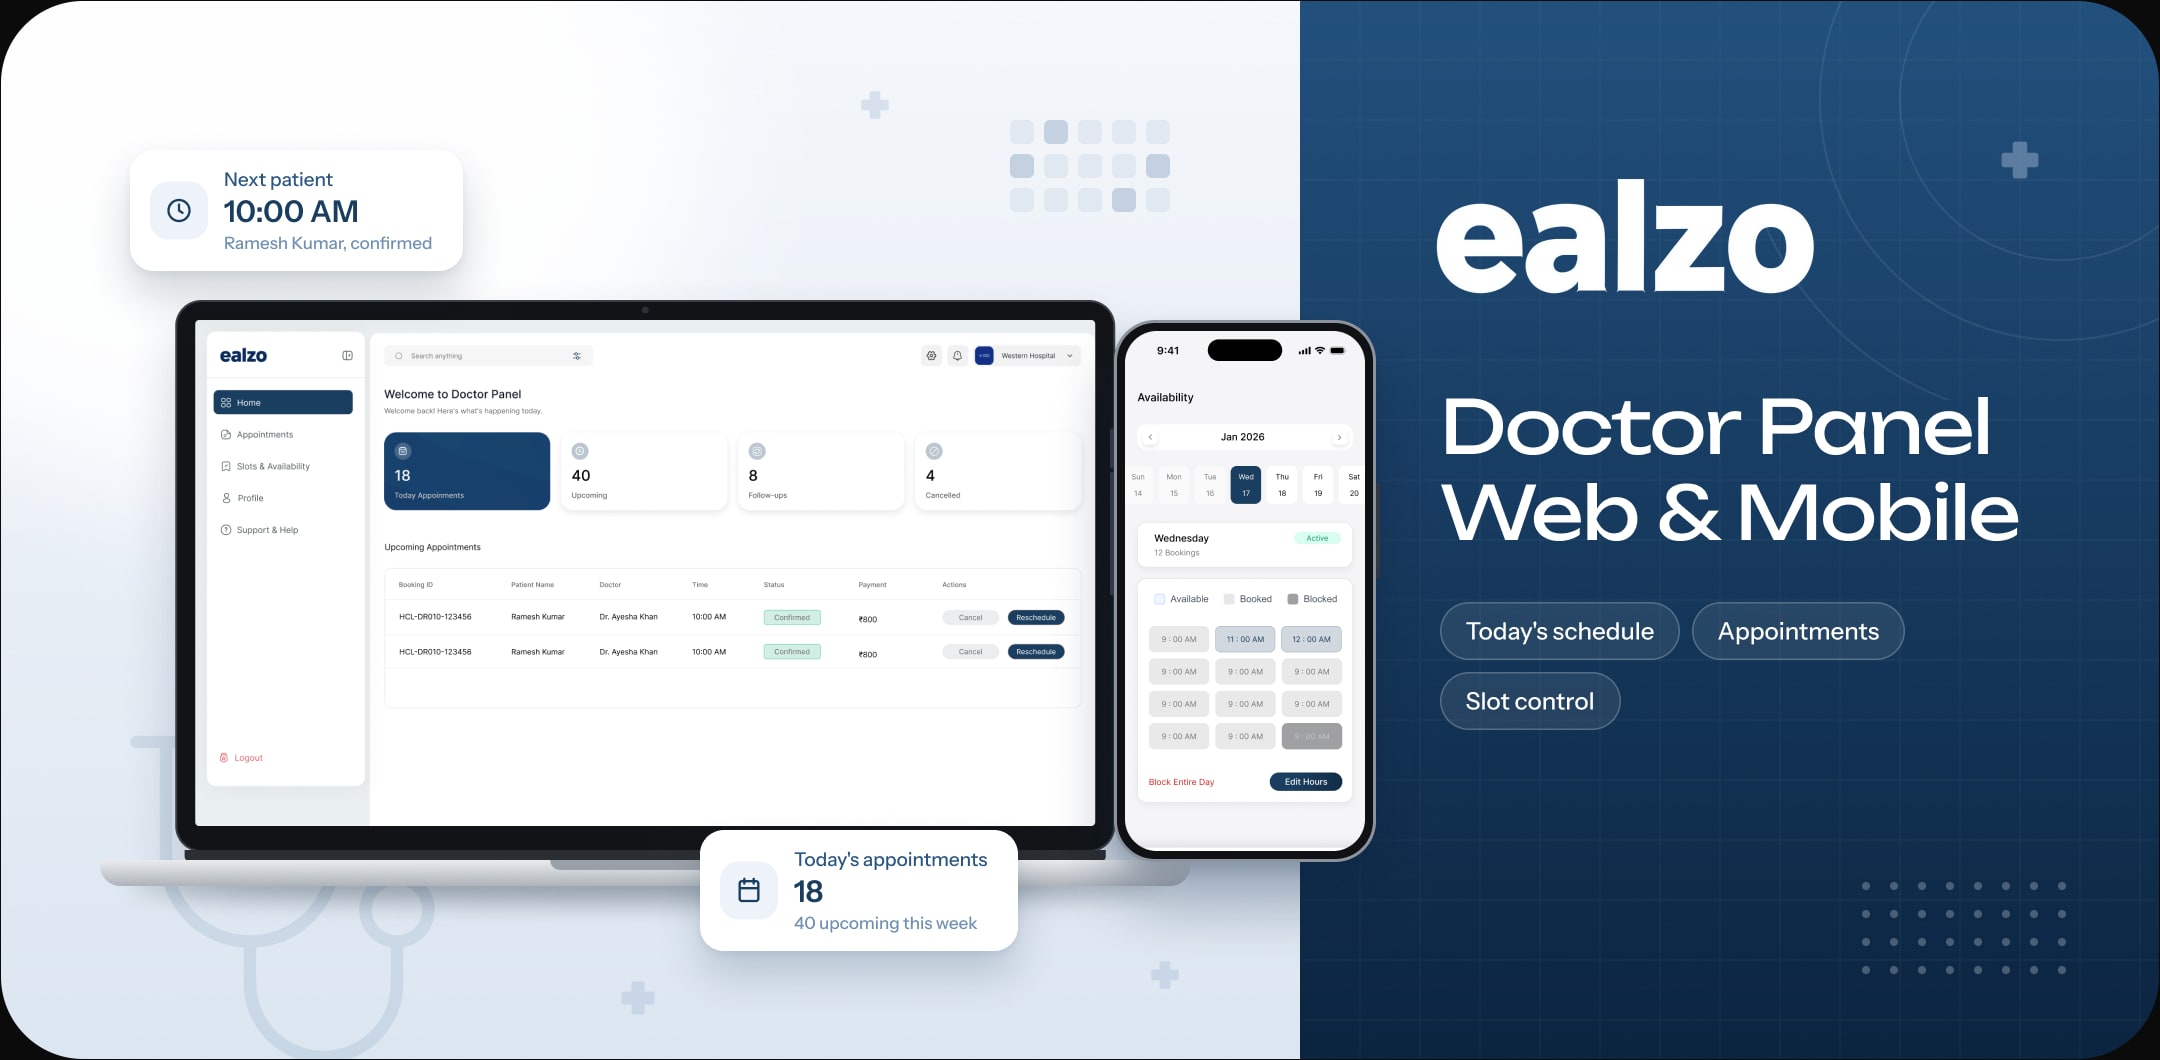 Next patient
10:00 AM
Ramesh Kumar, confirmed
ealzo
Home
Appointments
Slots & Availability
Profile
Support & Help
Logout
Search anything
Western Hospital
Welcome to Doctor Panel
Welcome back! Here's what's happening today.
18
Today Appoinments
40
Upcoming
8
Follow-ups
4
Cancelled
Upcoming Appointments
Booking ID Patient Name Doctor Time Status Payment Actions
HCL-DR010-123456 Ramesh Kumar Dr. Ayesha Khan 10:00 AM Confirmed ₹800 Cancel Reschedule
HCL-DR010-123456 Ramesh Kumar Dr. Ayesha Khan 10:00 AM Confirmed ₹800 Cancel Reschedule
Today's appointments
18
40 upcoming this week
9:41
Availability
Jan 2026
Sun Mon Tue Wed Thu Fri Sat
14 15 16 17 18 19 20
Wednesday Active
12 Bookings
Available Booked Blocked
9 : 00 AM 11 : 00 AM 12 : 00 AM
9 : 00 AM 9 : 00 AM 9 : 00 AM
9 : 00 AM 9 : 00 AM 9 : 00 AM
9 : 00 AM 9 : 00 AM 9 : 00 AM
Block Entire Day Edit Hours
ealzo
Doctor Panel
Web & Mobile
Today's schedule Appointments
Slot control